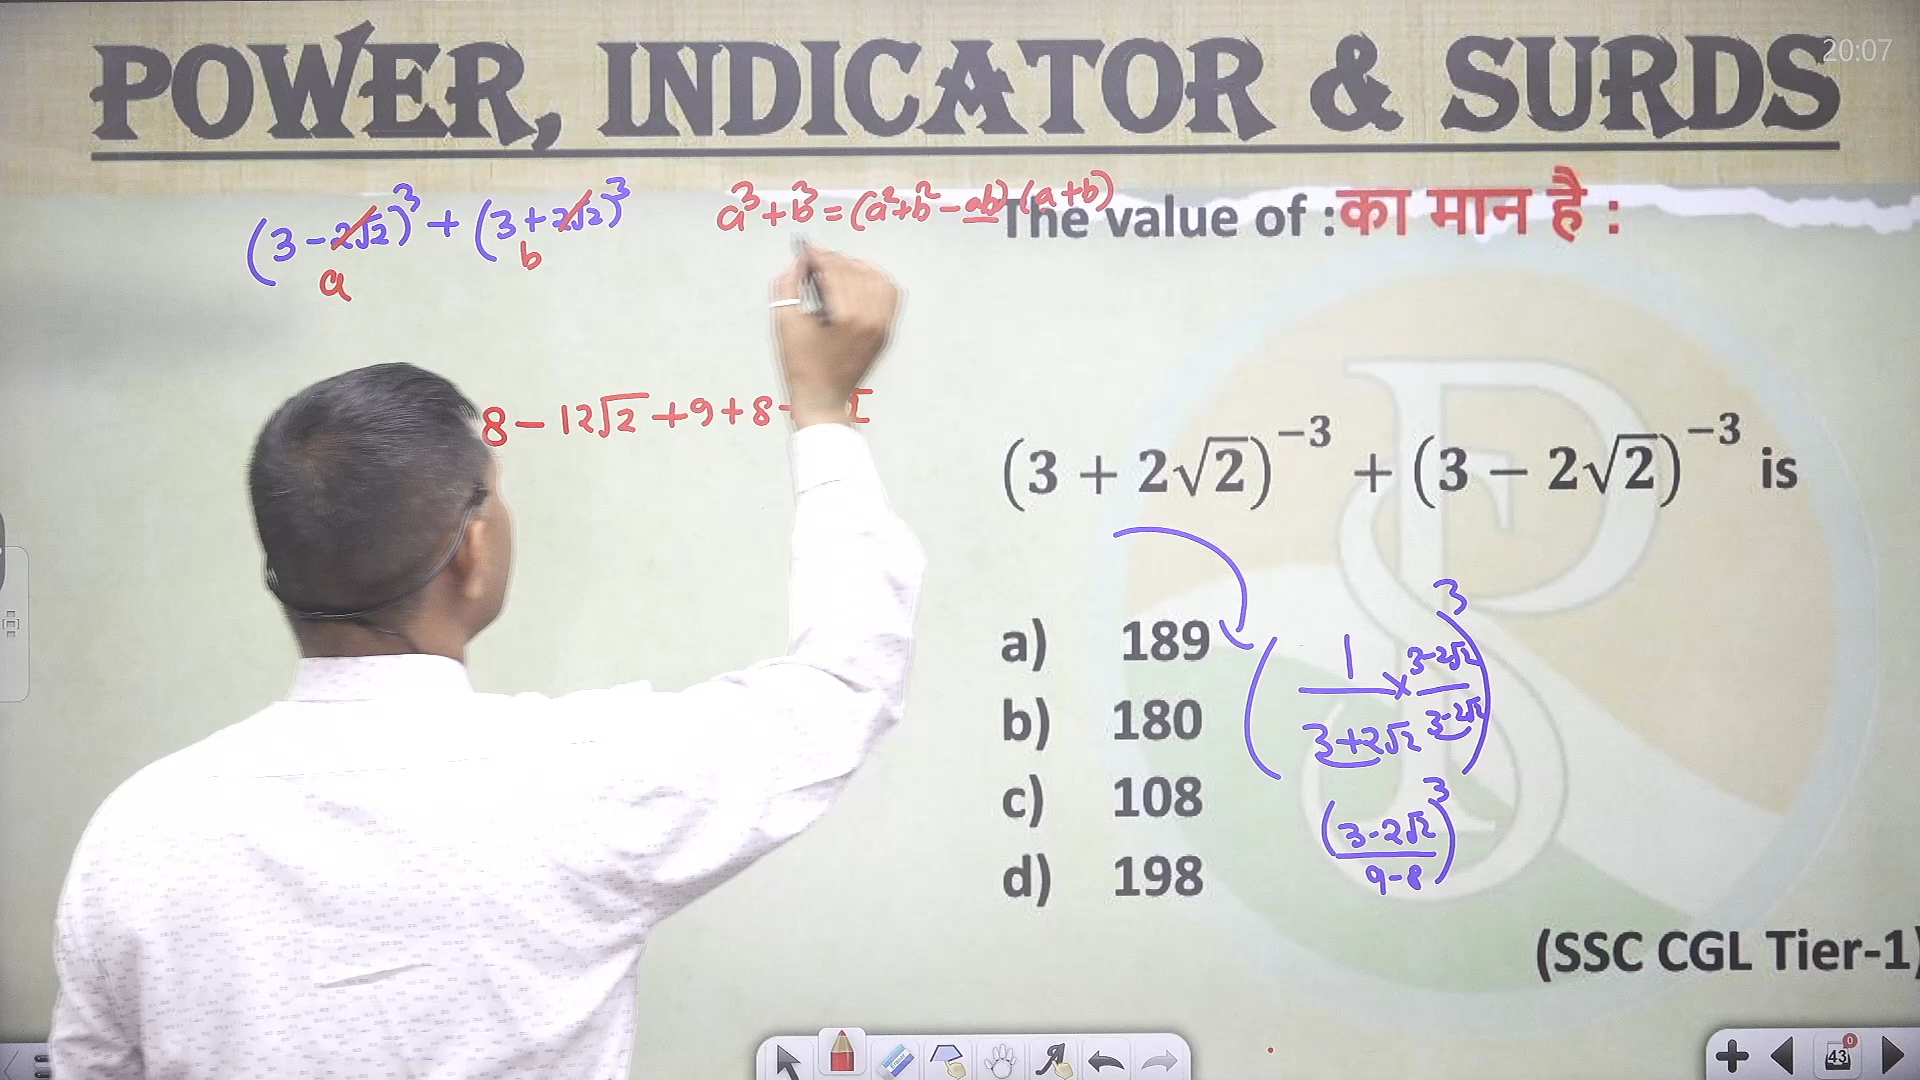 POWER, INDICATOR & SURDS
20:07
(3-2√2)³ + (3+2√2)³
a b
a³+b³=(a²+b²-ab)(a+b)
The value of :का मान है :
8 - 12√2 + 9 + 8
(3 + 2√2)⁻³ + (3 − 2√2)⁻³ is
a) 189
b) 180
c) 108
d) 198
(1/3+2√2 × 3-2√2/3-2√2)³
(3-2√2/9-8)³
(SSC CGL Tier-1)
43
0